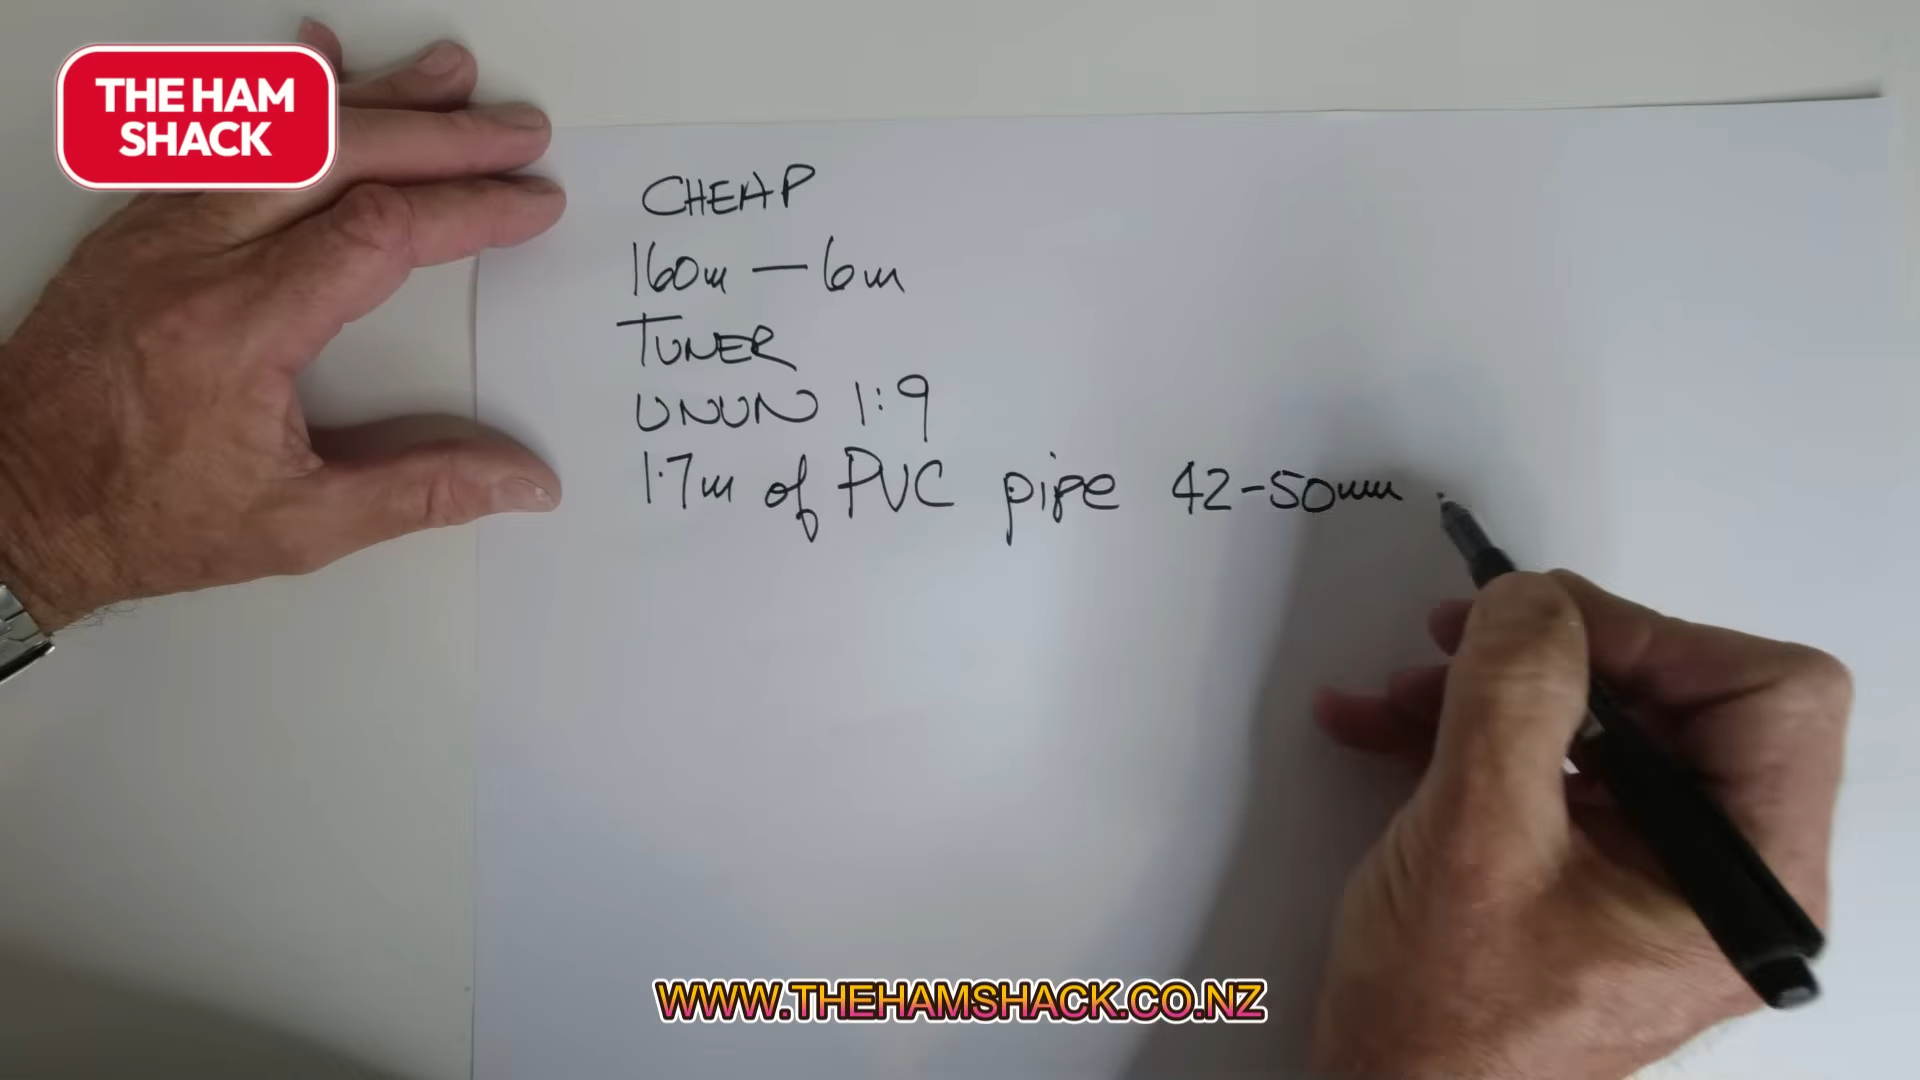 THE HAM
SHACK
CHEAP
160m — 6m
TUNER
UNUN 1:9
1.7m of PVC pipe 42-50mm
WWW.THEHAMSHACK.CO.NZ